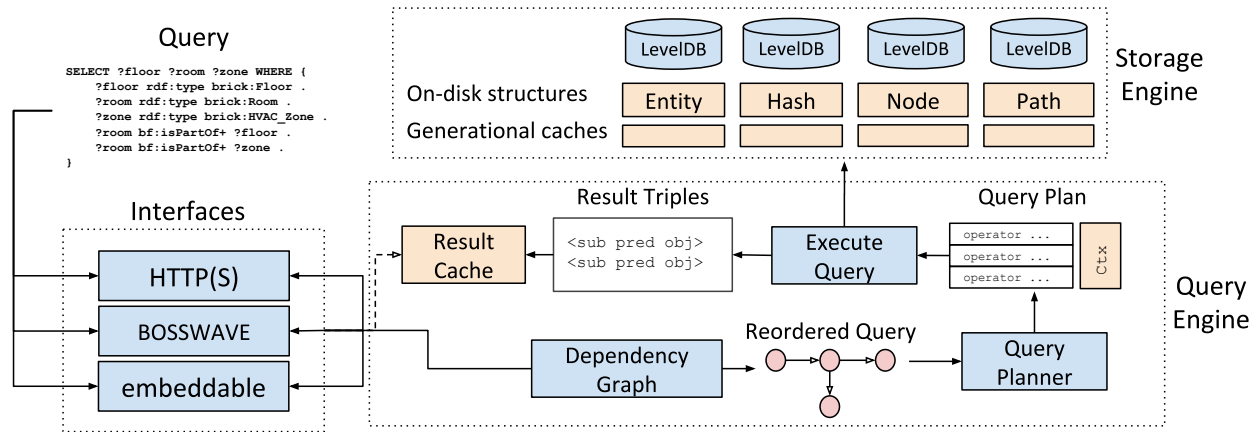 Query
SELECT ?floor ?room ?zone WHERE {
?floor rdf:type brick:Floor .
?room rdf:type brick:Room .
?zone rdf:type brick:HVAC_Zone .
?room bf:isPartOf+ ?floor .
?room bf:isPartOf+ ?zone .
}
LevelDB LevelDB LevelDB LevelDB
On-disk structures Entity Hash Node Path
Generational caches
Storage
Engine
Interfaces
HTTP(S)
BOSSWAVE
embeddable
Result Triples
Query Plan
Result
Cache
<sub pred obj>
<sub pred obj>
Execute
Query
operator ...
operator ...
operator ...
Ctx
Query
Engine
Dependency
Graph
Reordered Query
Query
Planner